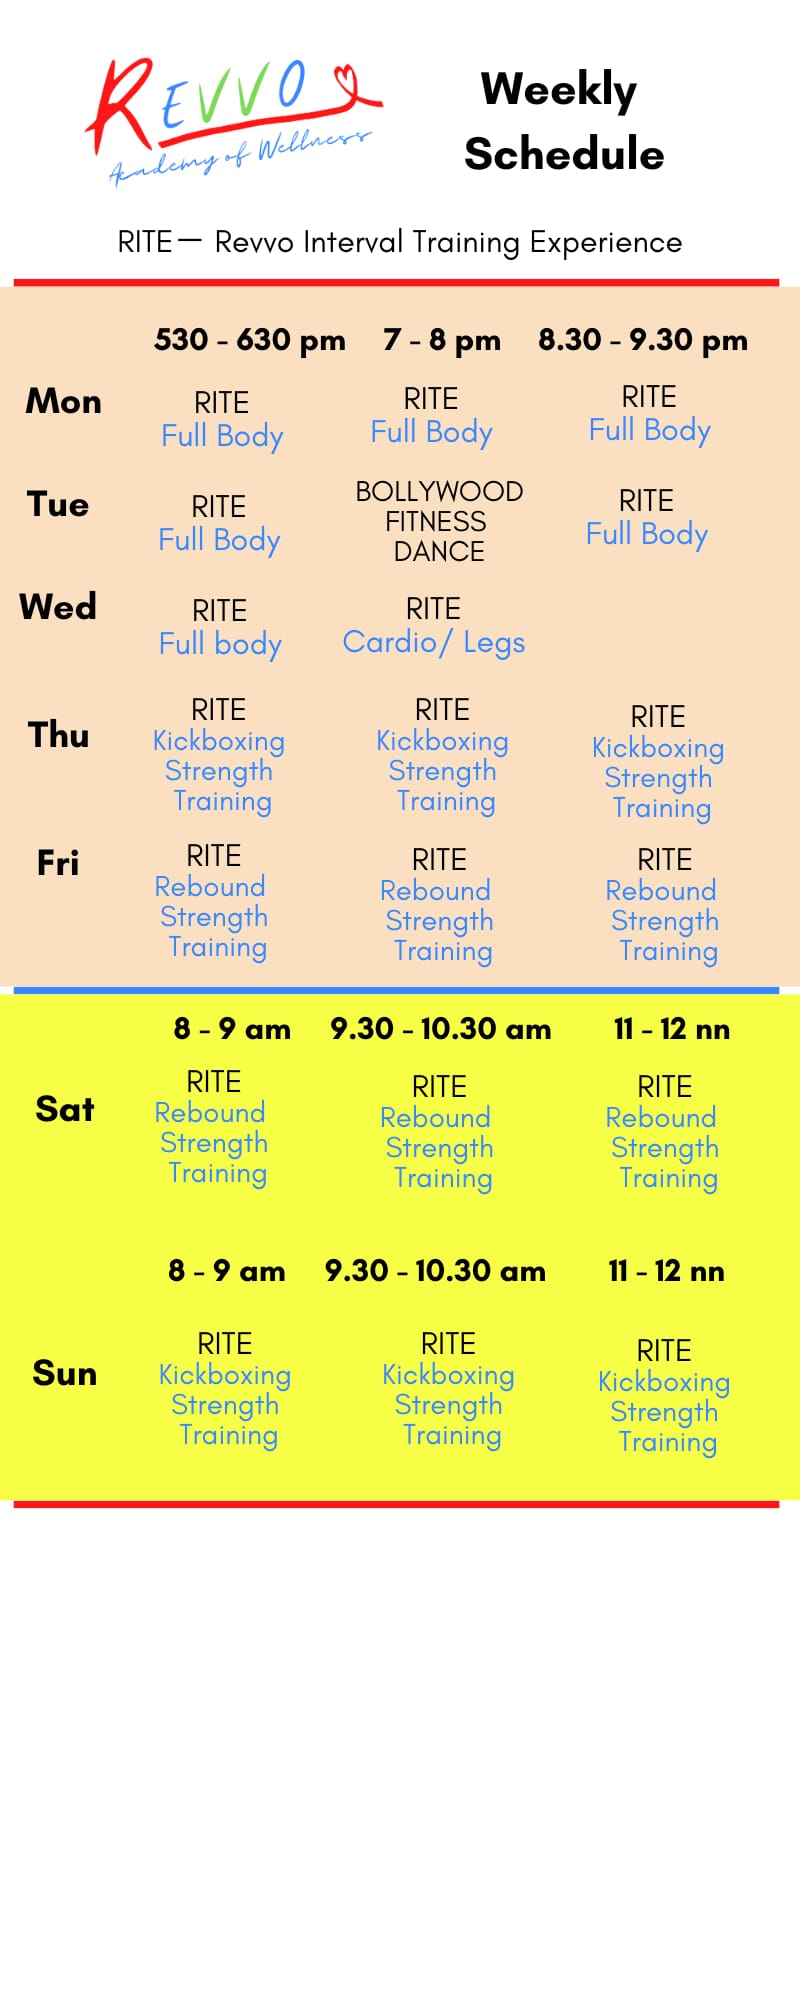 REVVO
Academy of Wellness
Weekly
Schedule
RITE — Revvo Interval Training Experience
530 - 630 pm 7 - 8 pm 8.30 - 9.30 pm
Mon
RITE
Full Body
RITE
Full Body
RITE
Full Body
Tue
RITE
Full Body
BOLLYWOOD
FITNESS
DANCE
RITE
Full Body
Wed
RITE
Full body
RITE
Cardio/ Legs
Thu
RITE
Kickboxing
Strength
Training
RITE
Kickboxing
Strength
Training
RITE
Kickboxing
Strength
Training
Fri
RITE
Rebound
Strength
Training
RITE
Rebound
Strength
Training
RITE
Rebound
Strength
Training
8 - 9 am 9.30 - 10.30 am 11 - 12 nn
Sat
RITE
Rebound
Strength
Training
RITE
Rebound
Strength
Training
RITE
Rebound
Strength
Training
8 - 9 am 9.30 - 10.30 am 11 - 12 nn
Sun
RITE
Kickboxing
Strength
Training
RITE
Kickboxing
Strength
Training
RITE
Kickboxing
Strength
Training